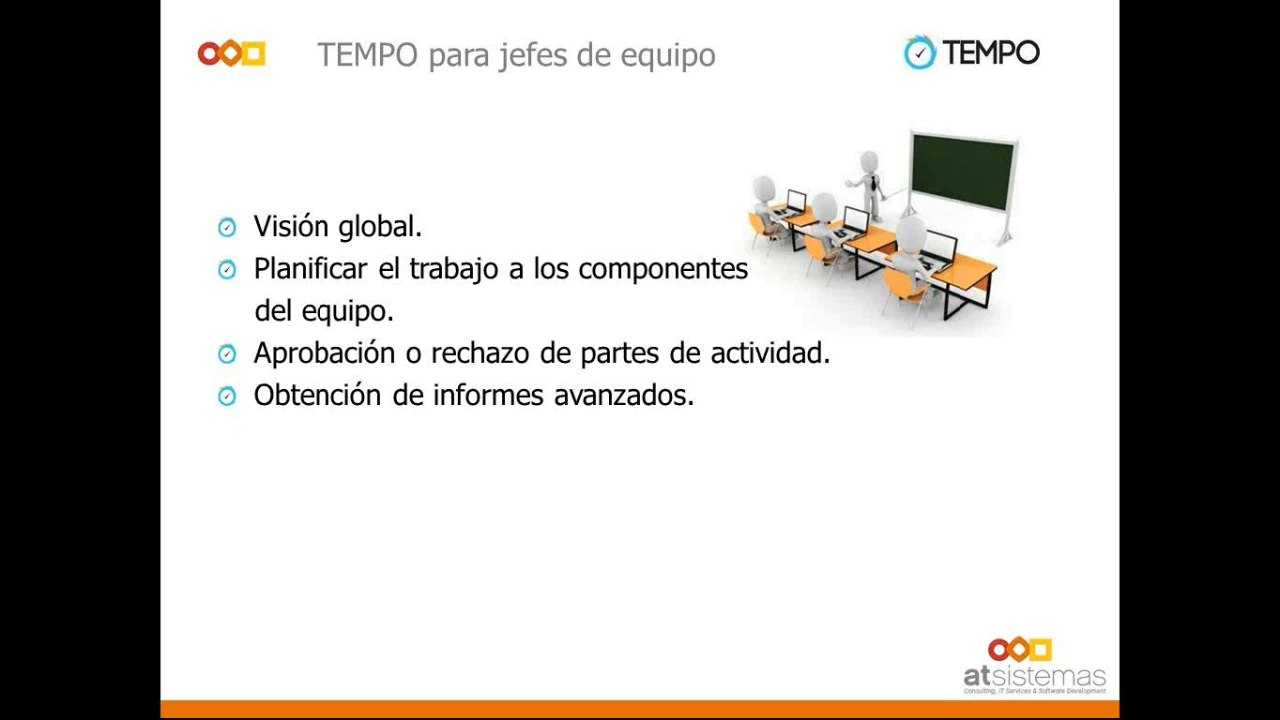 TEMPO para jefes de equipo
TEMPO
Visión global.
Planificar el trabajo a los componentes
del equipo.
Aprobación o rechazo de partes de actividad.
Obtención de informes avanzados.
atsistemas
Consulting, IT Services & Software Development